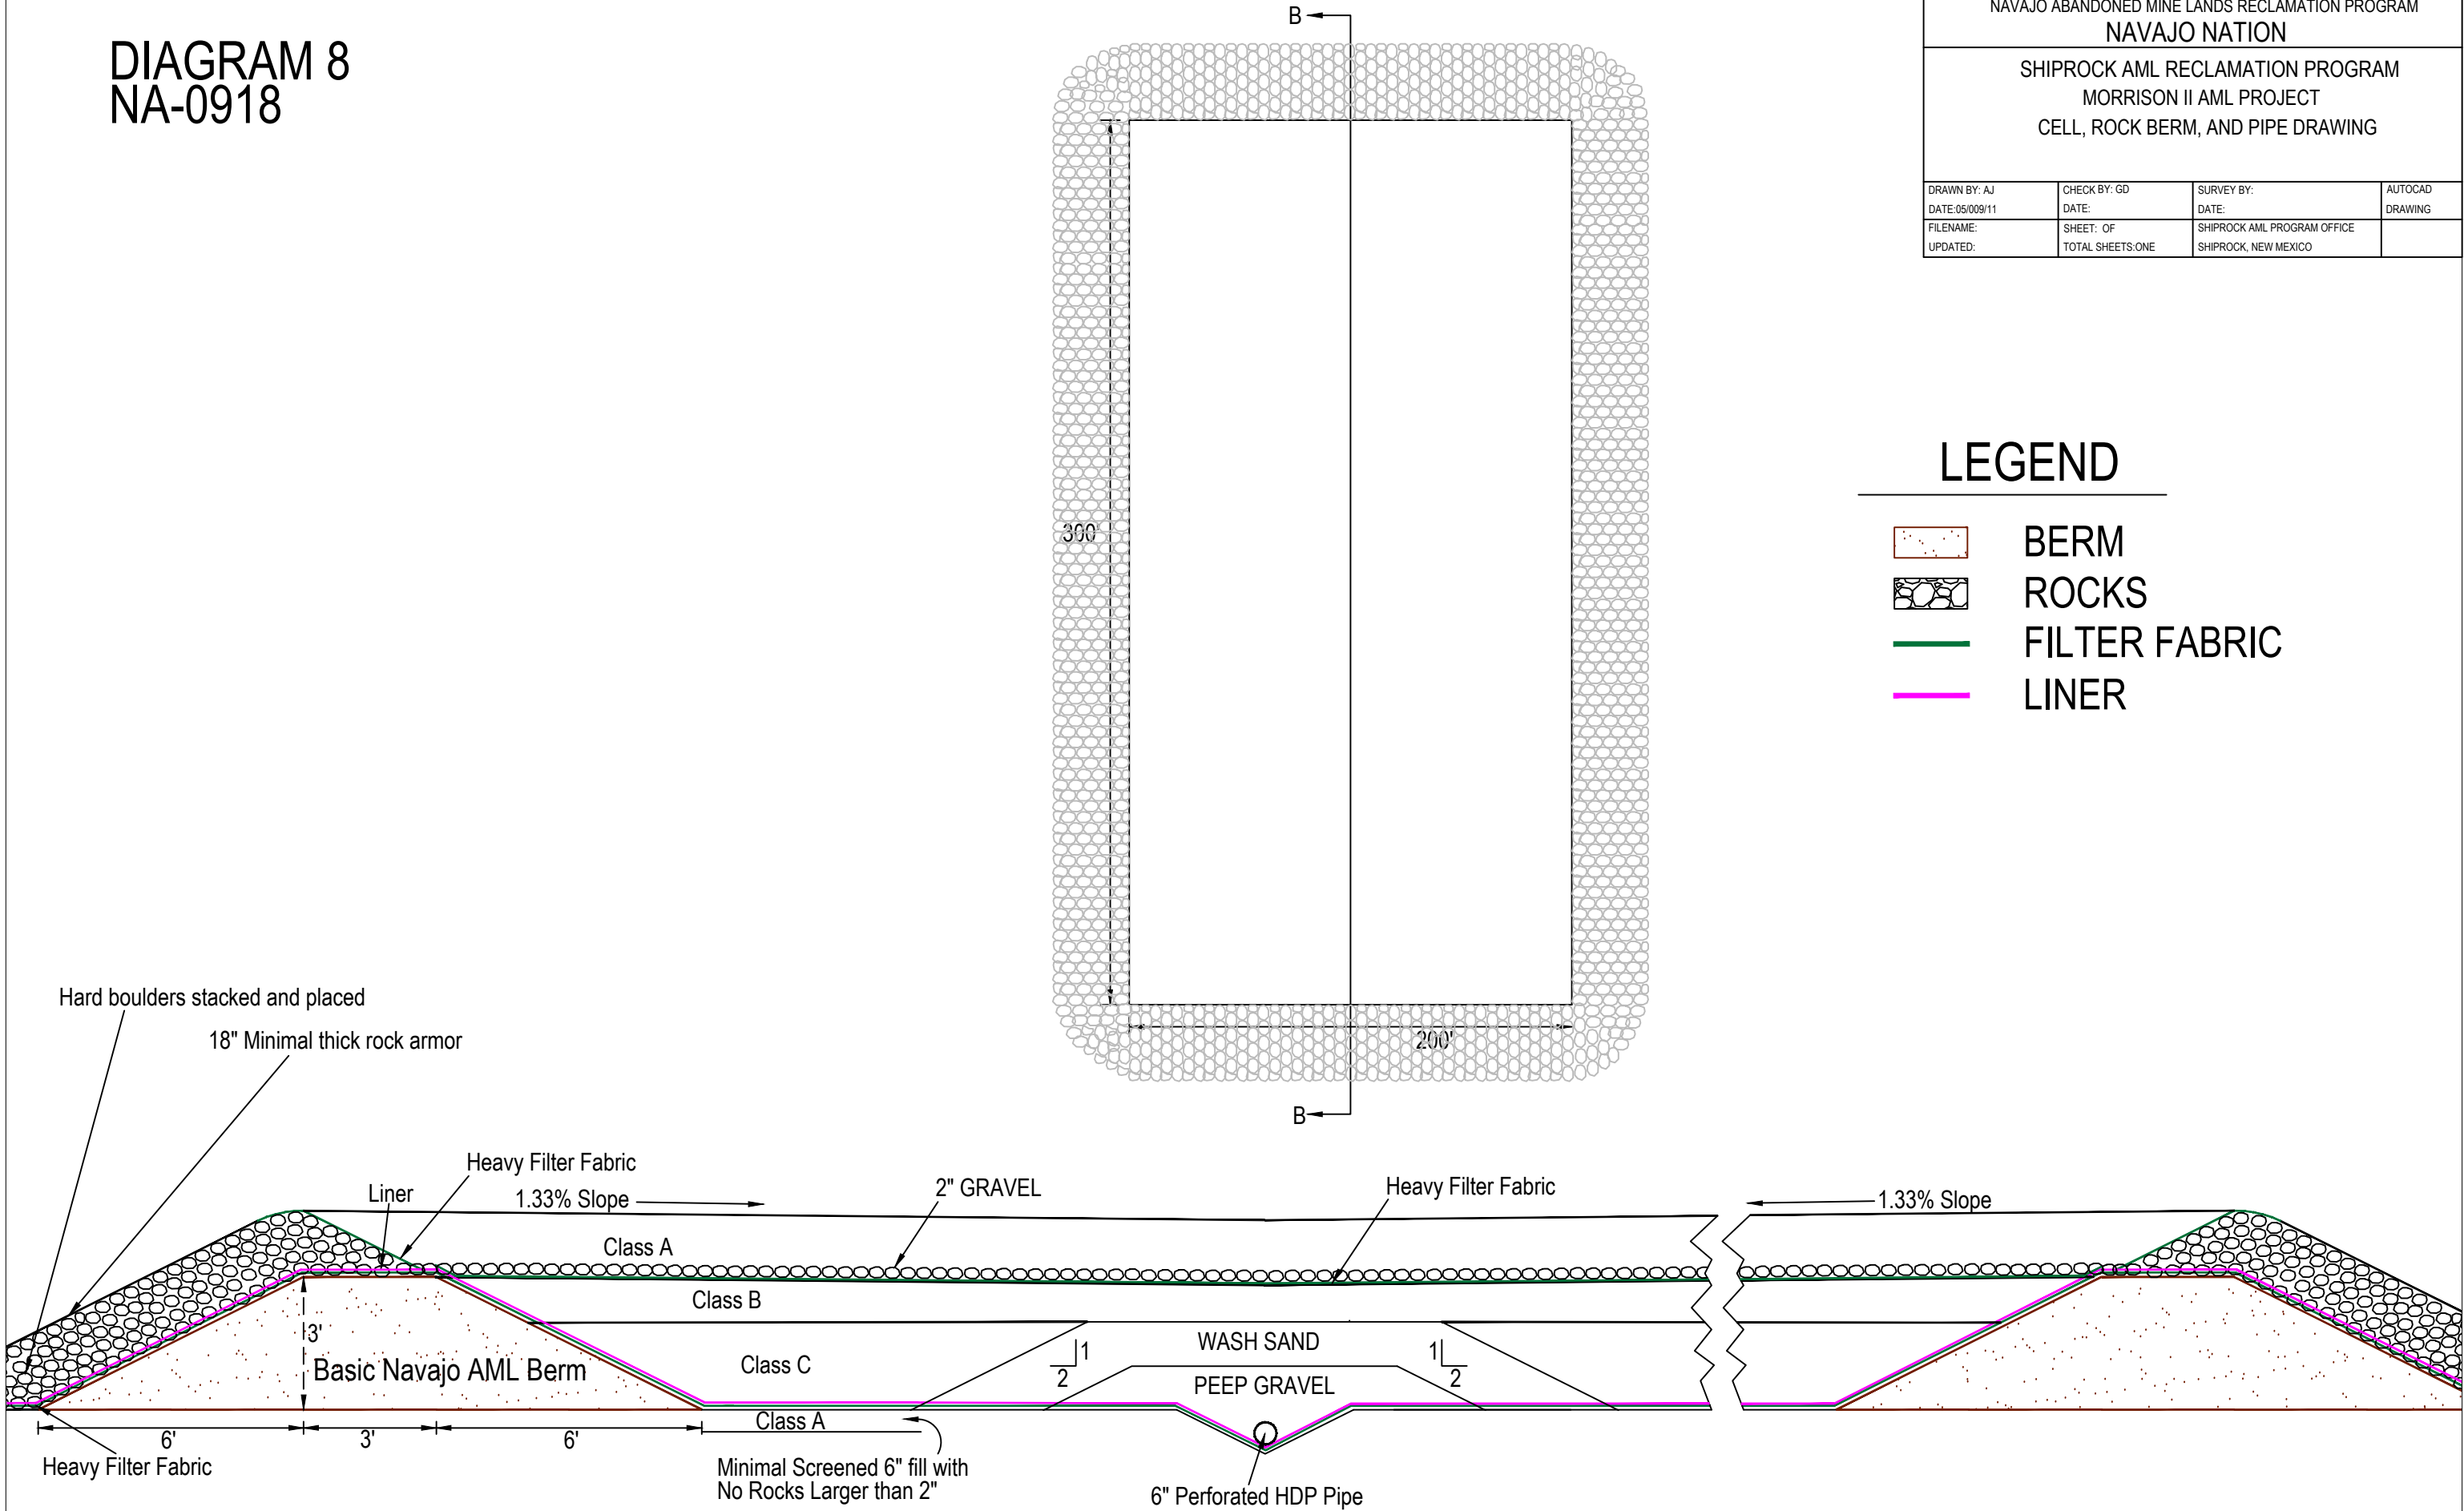 DIAGRAM 8
NA-0918
NAVAJO ABANDONED MINE LANDS RECLAMATION PROGRAM
NAVAJO NATION
SHIPROCK AML RECLAMATION PROGRAM
MORRISON II AML PROJECT
CELL, ROCK BERM, AND PIPE DRAWING
DRAWN BY: AJ
DATE:05/009/11
CHECK BY: GD
DATE:
SURVEY BY:
DATE:
AUTOCAD
DRAWING
FILENAME:
UPDATED:
SHEET: OF
TOTAL SHEETS:ONE
SHIPROCK AML PROGRAM OFFICE
SHIPROCK, NEW MEXICO
B
300'
200'
B
LEGEND
BERM
ROCKS
FILTER FABRIC
LINER
Hard boulders stacked and placed
18" Minimal thick rock armor
Heavy Filter Fabric
Liner
1.33% Slope
2" GRAVEL
Heavy Filter Fabric
1.33% Slope
Class A
Class B
WASH SAND
Class C
1
2
1
2
PEEP GRAVEL
3'
Basic Navajo AML Berm
Class A
6'
3'
6'
Heavy Filter Fabric
Minimal Screened 6" fill with
No Rocks Larger than 2"
6" Perforated HDP Pipe